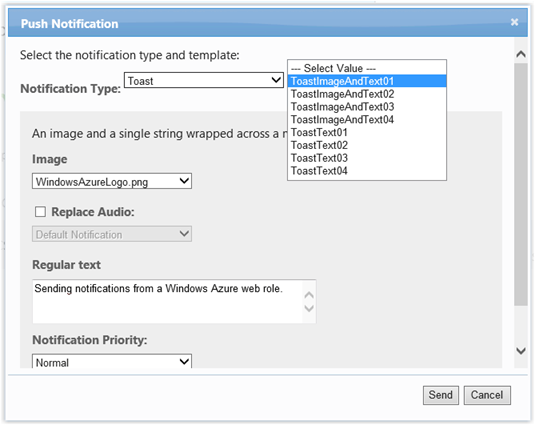 Push Notification
Select the notification type and template:
Notification Type:
Toast
--- Select Value ---
ToastImageAndText01
ToastImageAndText02
ToastImageAndText03
ToastImageAndText04
ToastText01
ToastText02
ToastText03
ToastText04
An image and a single string wrapped across a
Image
WindowsAzureLogo.png
Replace Audio:
Default Notification
Regular text
Sending notifications from a Windows Azure web role.
Notification Priority:
Normal
Send
Cancel